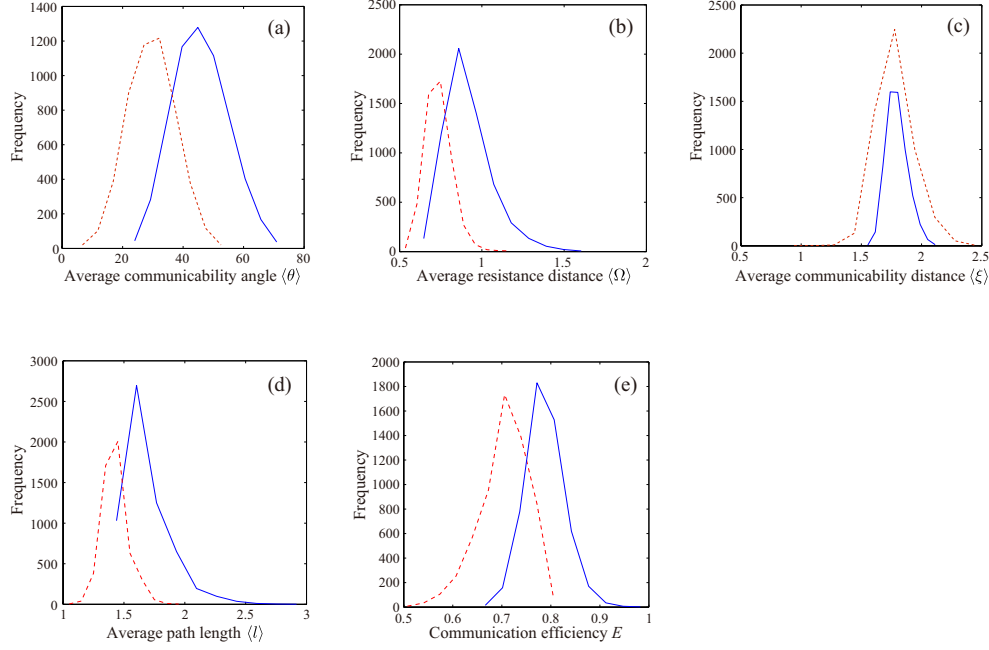 1400
1200
1000
800
600
400
200
0
0 20 40 60 80
Frequency
Average communicability angle ⟨θ⟩
(a)
2500
2000
1500
1000
500
0
0.5 1 1.5 2
Frequency
Average resistance distance ⟨Ω⟩
(b)
2500
2000
1500
1000
500
0
0.5 1 1.5 2 2.5
Frequency
Average communicability distance ⟨ξ⟩
(c)
3000
2500
2000
1500
1000
500
0
1 1.5 2 2.5 3
Frequency
Average path length ⟨l⟩
(d)
2000
1800
1600
1400
1200
1000
800
600
400
200
0
0.5 0.6 0.7 0.8 0.9 1
Frequency
Communication efficiency E
(e)